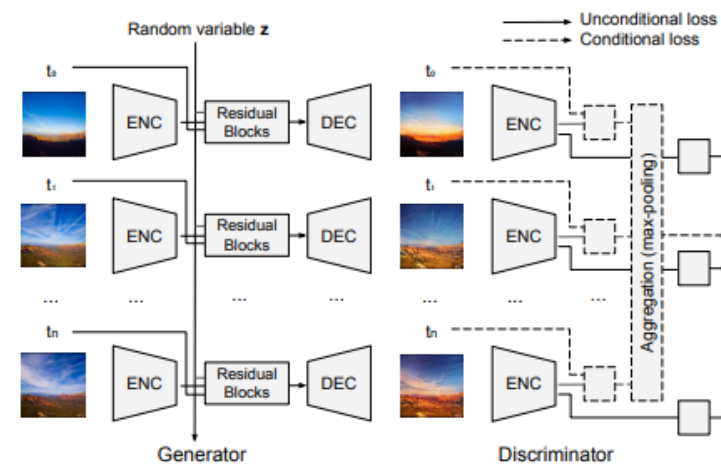 Random variable z
Unconditional loss
Conditional loss
t₀
ENC
Residual
Blocks
DEC
t₀
ENC
t₁
ENC
Residual
Blocks
DEC
t₁
ENC
Aggregation (max-pooling)
... ... ... ... ... ... ...
tn
ENC
Residual
Blocks
DEC
tn
ENC
Generator
Discriminator